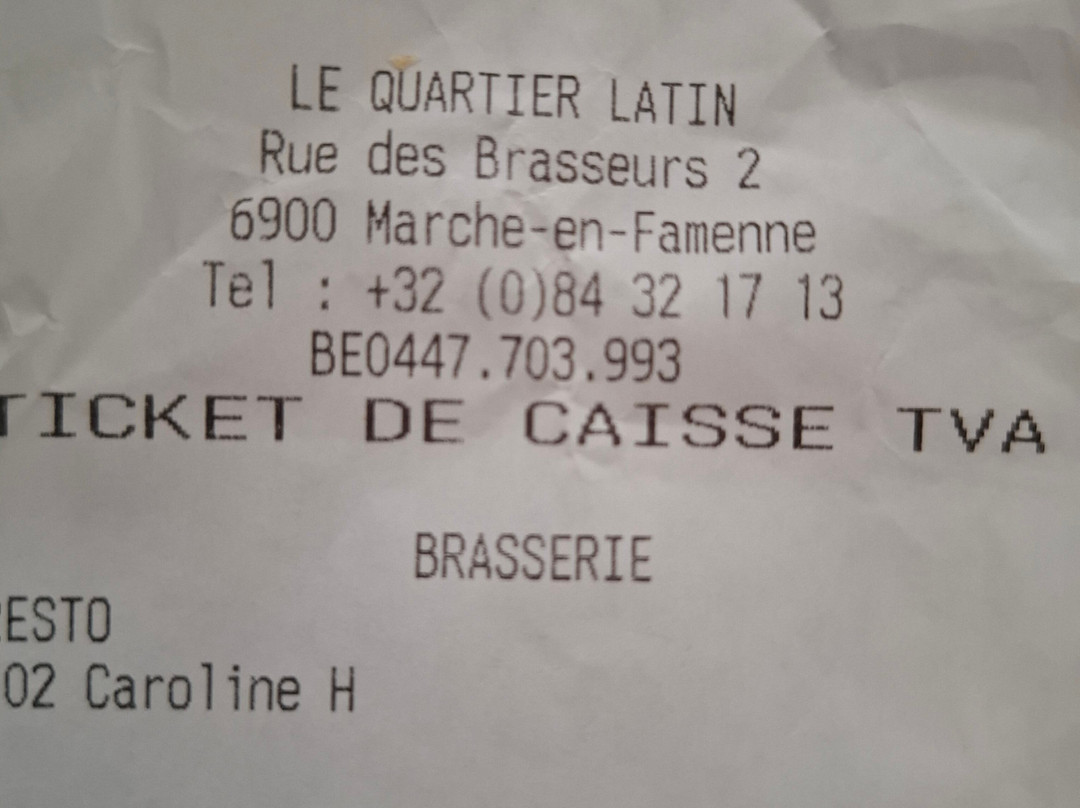 LE QUARTIER LATIN
Rue des Brasseurs 2
6900 Marche-en-Famenne
Tel : +32 (0)84 32 17 13
BE0447.703.993
TICKET DE CAISSE TVA
BRASSERIE
RESTO
02 Caroline H